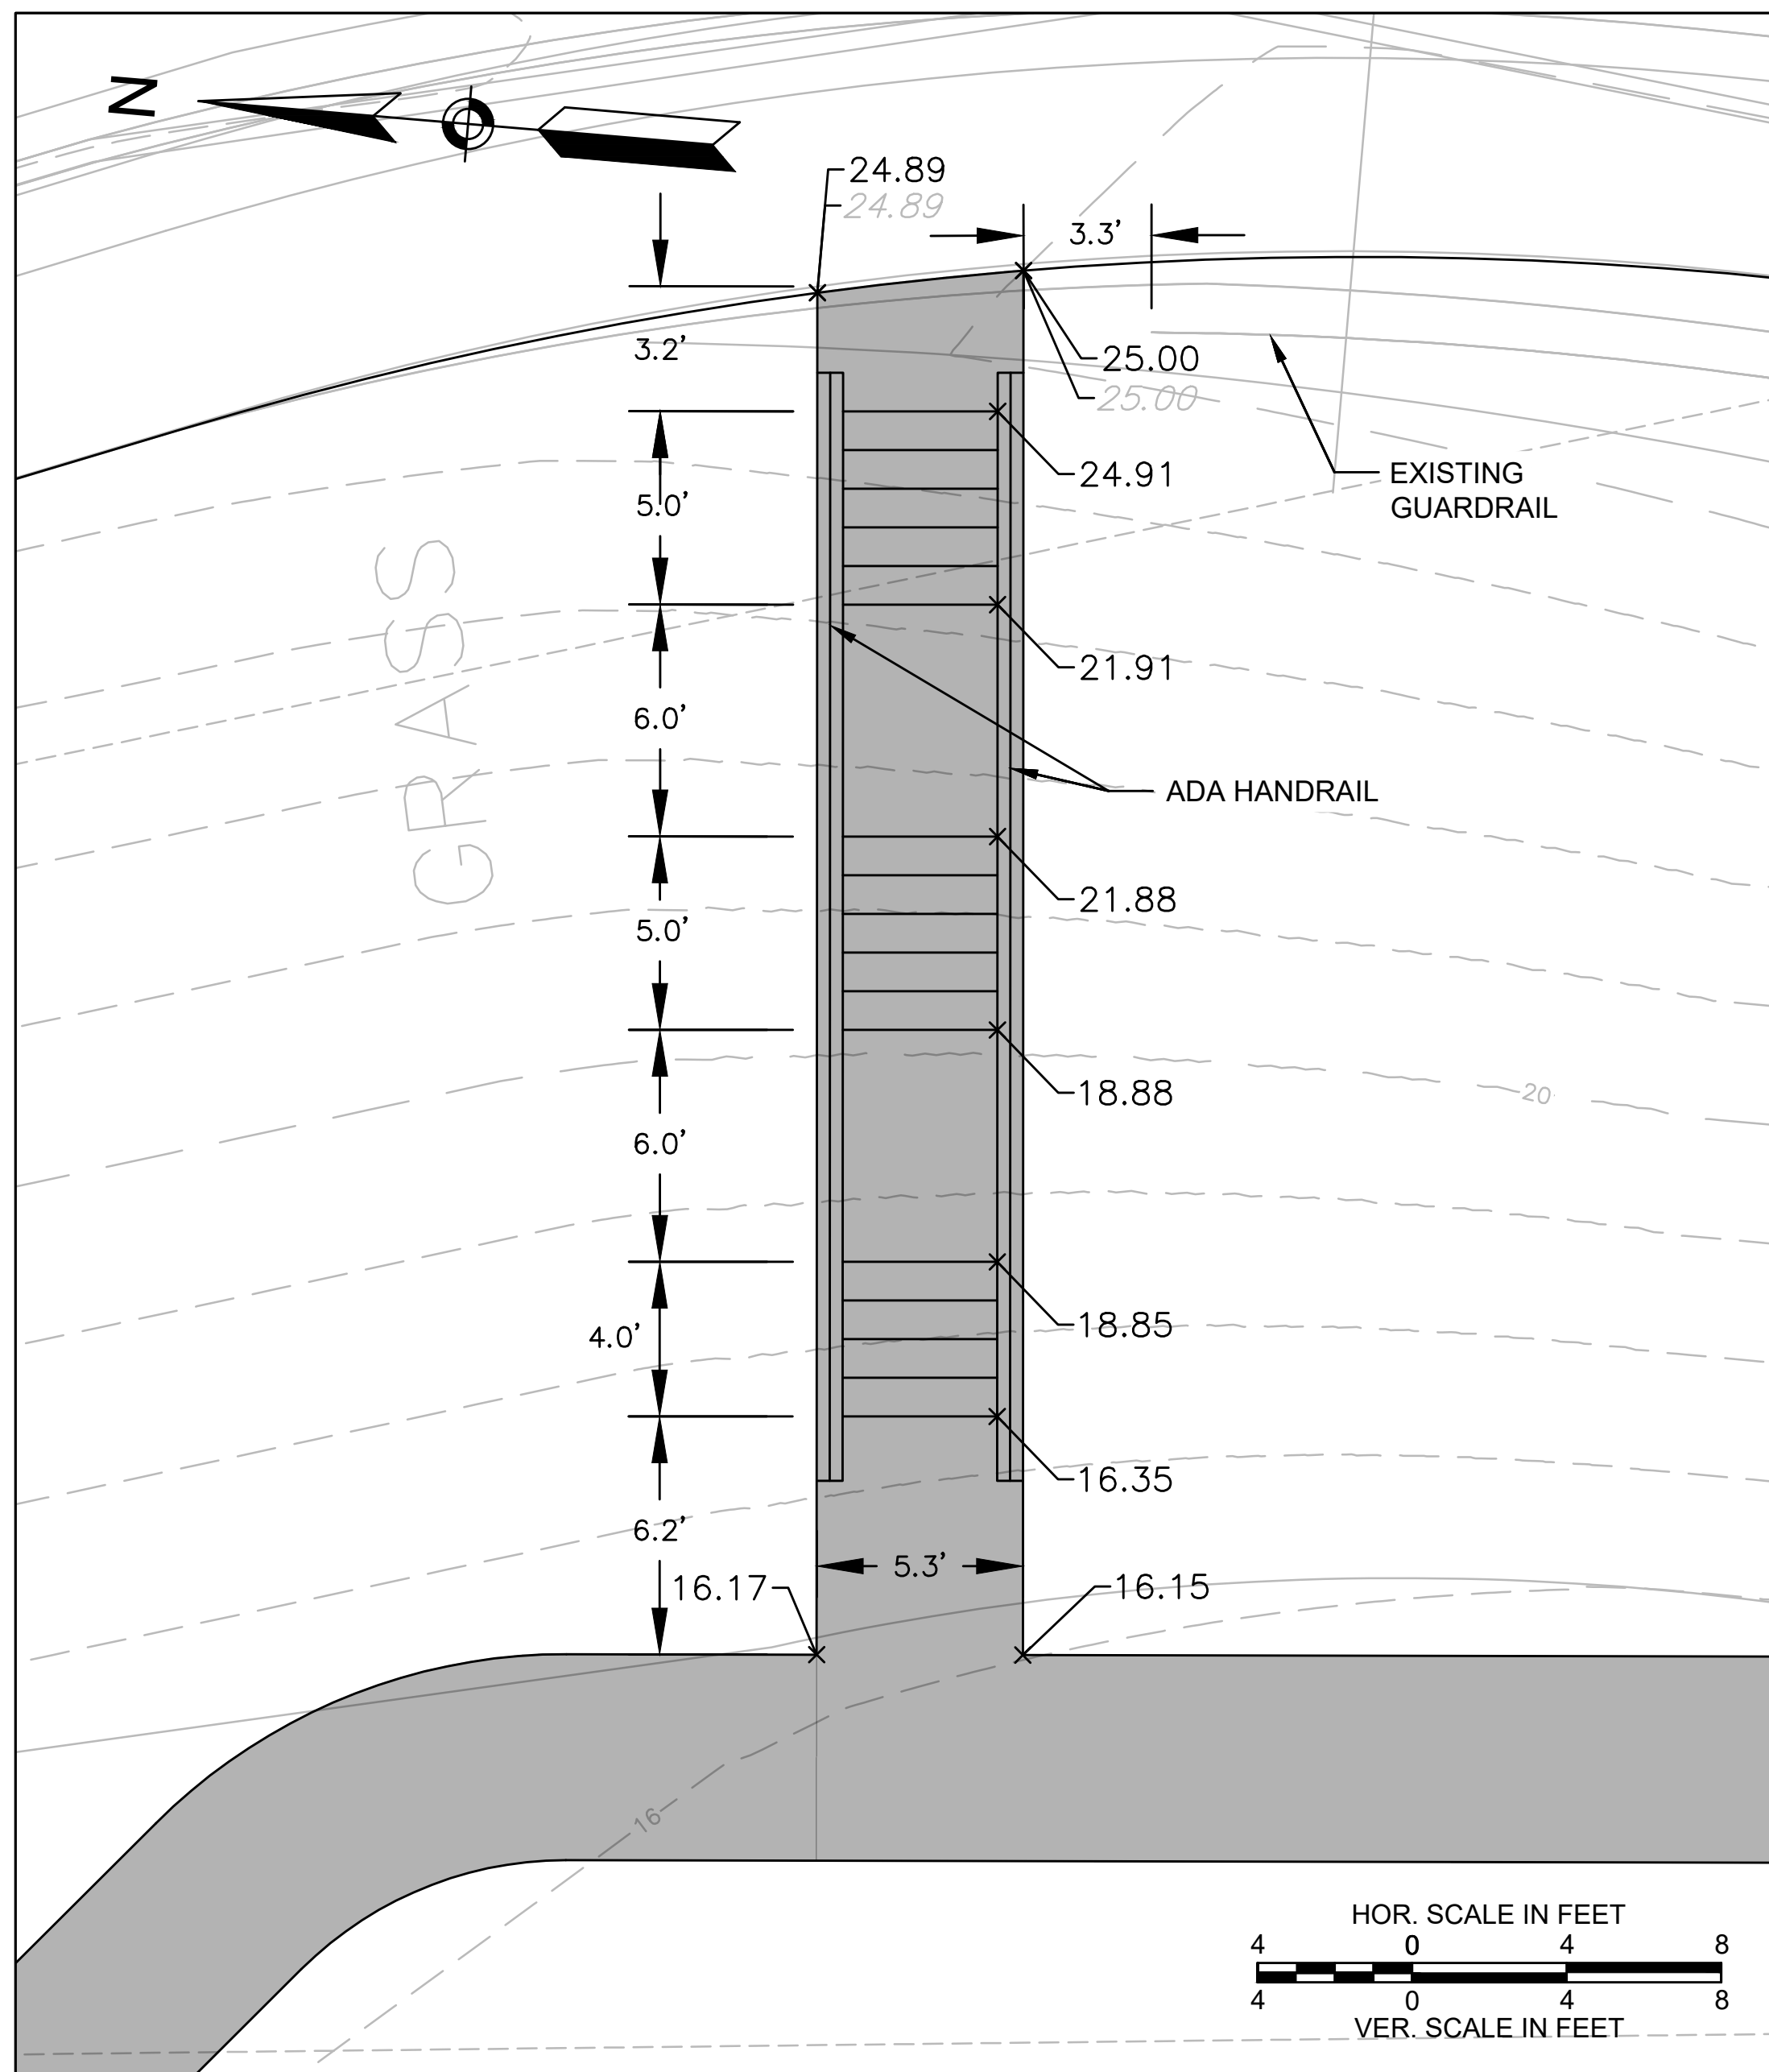 N
24.89
24.89
3.3'
3.2'
25.00
25.00
24.91
EXISTING
GUARDRAIL
5.0'
GRASS
21.91
6.0'
ADA HANDRAIL
21.88
5.0'
18.88
20
6.0'
18.85
4.0'
16.35
6.2'
5.3'
16.17
16.15
16
HOR. SCALE IN FEET
4 0 4 8
4 0 4 8
VER. SCALE IN FEET